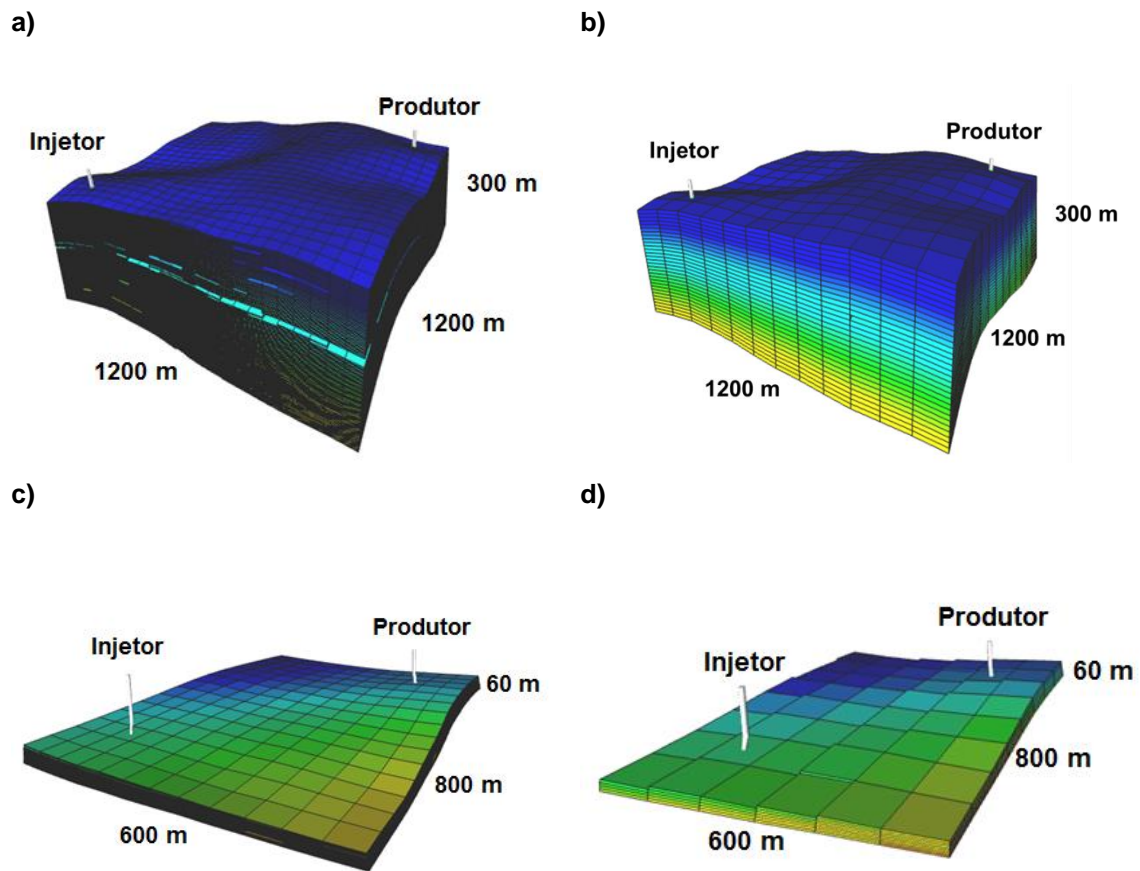 a)
b)
Produtor
Injetor
300 m
1200 m
1200 m
Produtor
Injetor
300 m
1200 m
1200 m
c)
d)
Produtor
Injetor
60 m
800 m
600 m
Produtor
Injetor
60 m
800 m
600 m